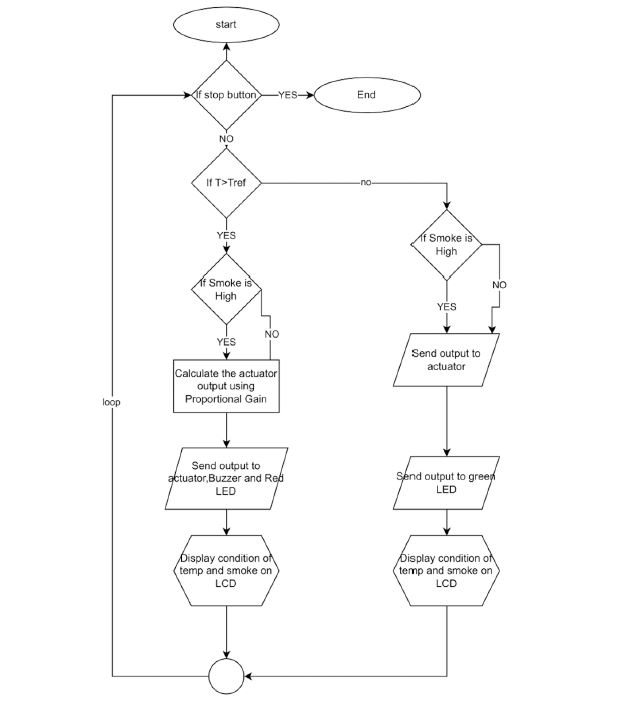 start
If stop button
YES
End
NO
If T>Tref
no
YES
If Smoke is
High
NO
YES
If Smoke is
High
NO
YES
Calculate the actuator
output using
Proportional Gain
Send output to
actuator
loop
Send output to
actuator,Buzzer and Red
LED
Send output to green
LED
Display condition of
temp and smoke on
LCD
Display condition of
temp and smoke on
LCD